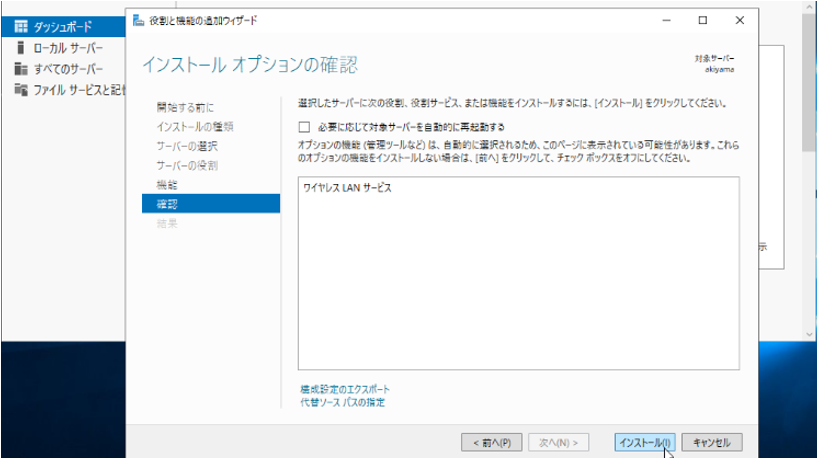 役割と機能の追加ウィザード
ダッシュボード
ローカル サーバー
すべてのサーバー
ファイル サービスと記
インストール オプションの確認
対象サーバー
akiyama
開始する前に
インストールの種類
サーバーの選択
サーバーの役割
機能
確認
結果
選択したサーバーに次の役割、役割サービス、または機能をインストールするには、[インストール] をクリックしてください。
必要に応じて対象サーバーを自動的に再起動する
オプションの機能 (管理ツールなど) は、自動的に選択されるため、このページに表示されている可能性があります。これら
のオプションの機能をインストールしない場合は、[前へ] をクリックして、チェック ボックスをオフにしてください。
ワイヤレス LAN サービス
示
構成設定のエクスポート
代替ソース パスの指定
< 前へ(P)
次へ(N) >
インストール(I)
キャンセル